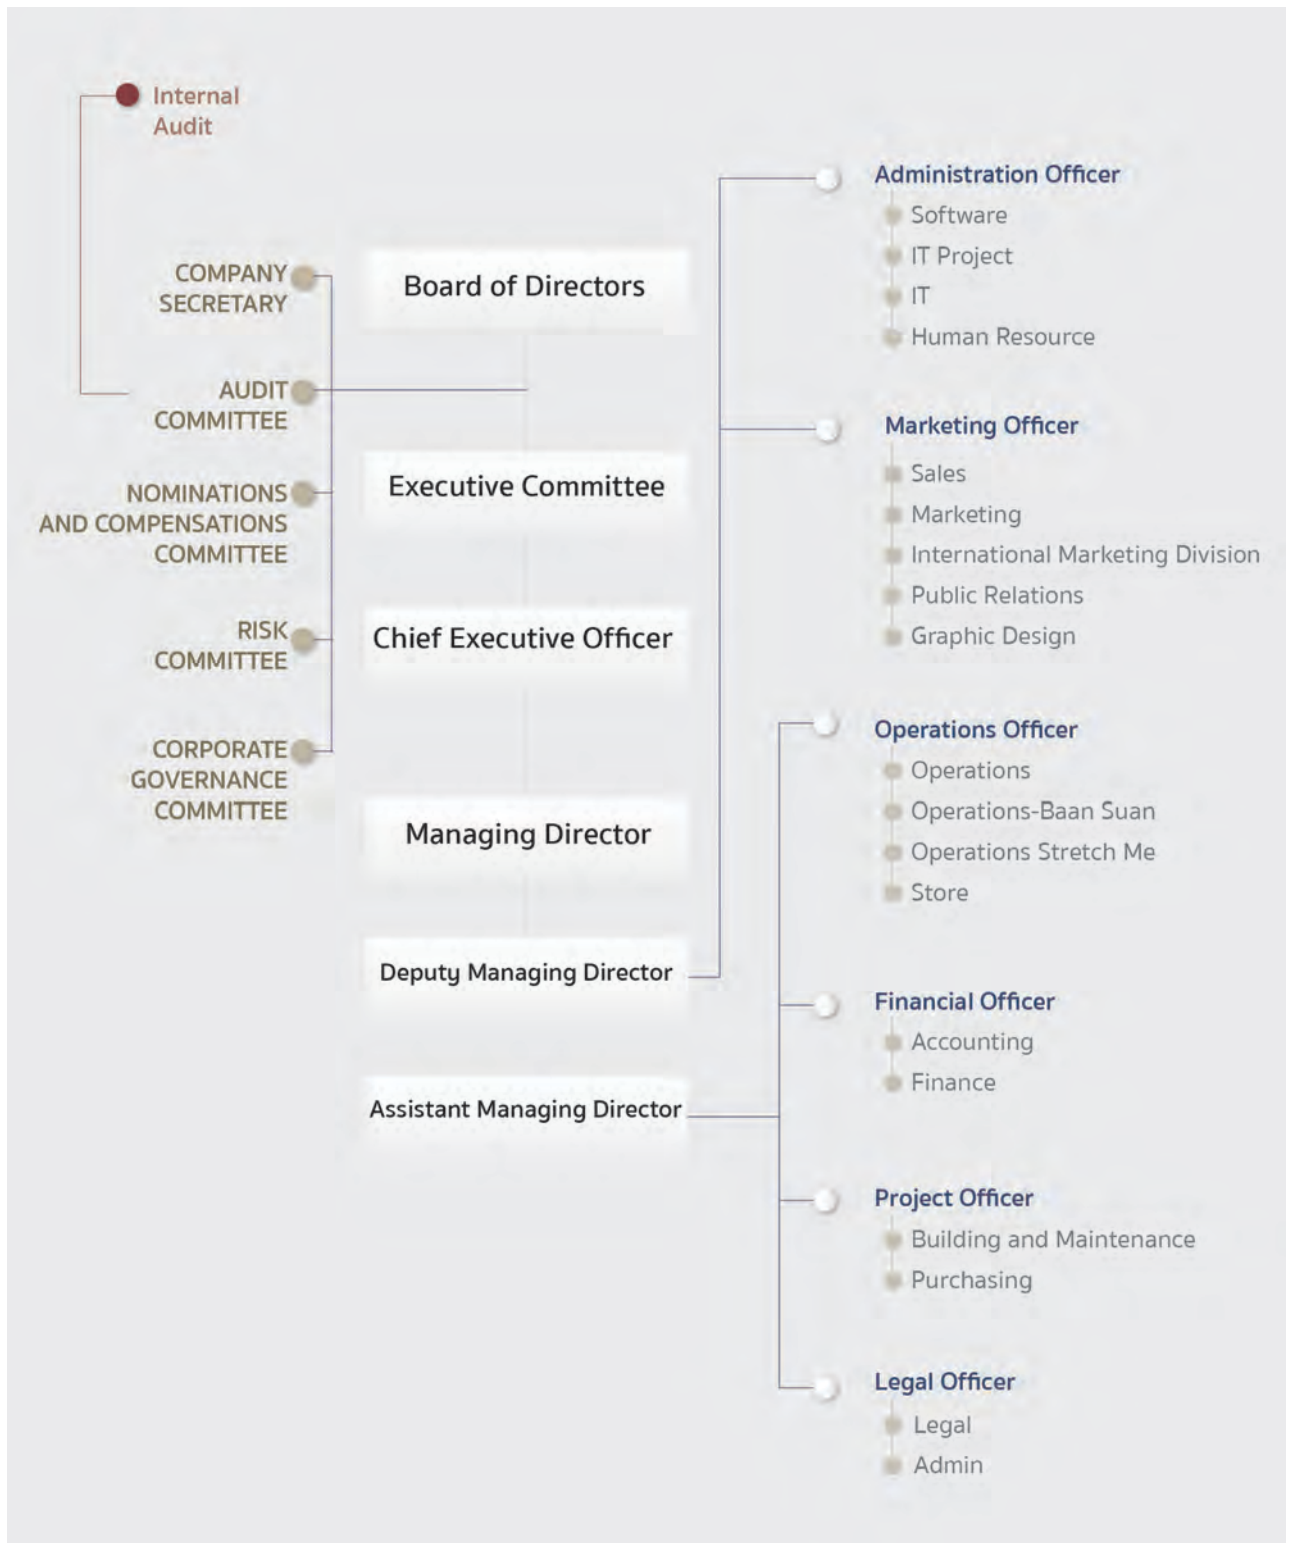 Internal
Audit
COMPANY
SECRETARY
AUDIT
COMMITTEE
NOMINATIONS
AND COMPENSATIONS
COMMITTEE
RISK
COMMITTEE
CORPORATE
GOVERNANCE
COMMITTEE
Board of Directors
Executive Committee
Chief Executive Officer
Managing Director
Deputy Managing Director
Assistant Managing Director
Administration Officer
Software
IT Project
IT
Human Resource
Marketing Officer
Sales
Marketing
International Marketing Division
Public Relations
Graphic Design
Operations Officer
Operations
Operations-Baan Suan
Operations Stretch Me
Store
Financial Officer
Accounting
Finance
Project Officer
Building and Maintenance
Purchasing
Legal Officer
Legal
Admin